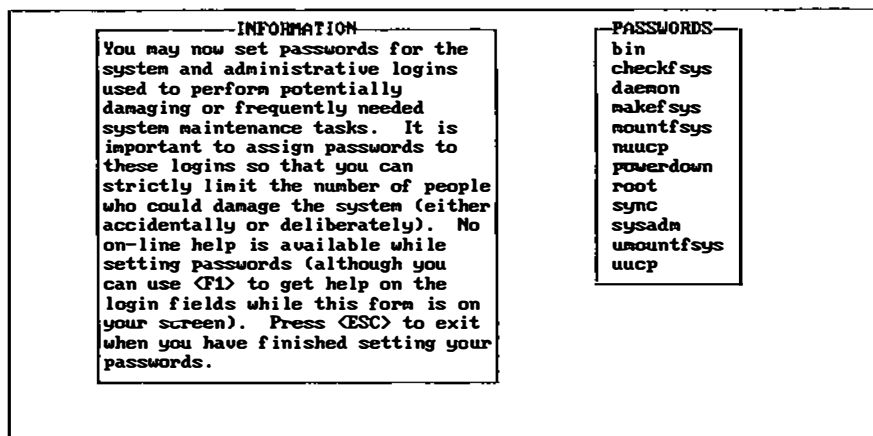 INFORMATION
You may now set passwords for the
system and administrative logins
used to perform potentially
damaging or frequently needed
system maintenance tasks.  It is
important to assign passwords to
these logins so that you can
strictly limit the number of people
who could damage the system (either
accidentally or deliberately).  No
on-line help is available while
setting passwords (although you
can use <F1> to get help on the
login fields while this form is on
your screen).  Press <ESC> to exit
when you have finished setting your
passwords.
PASSWORDS
bin
checkfsys
daemon
makefsys
mountfsys
nuucp
powerdown
root
sync
sysadm
umountfsys
uucp